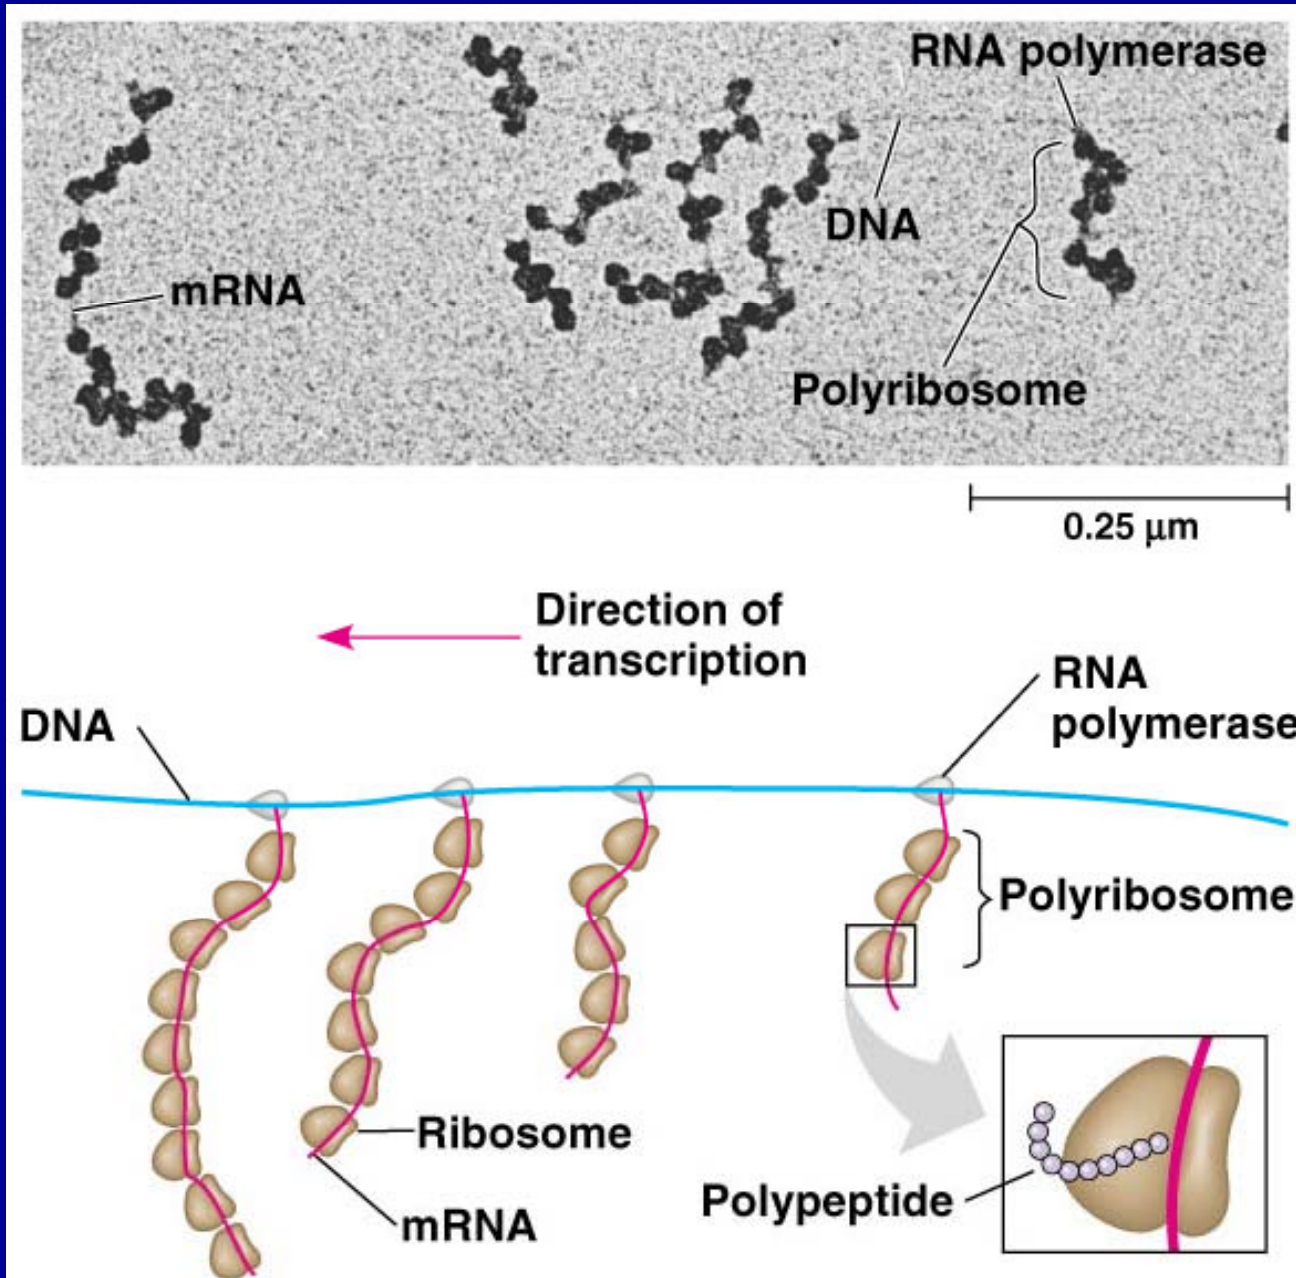 RNA polymerase
DNA
mRNA
Polyribosome
0.25 μm
Direction of
transcription
RNA
polymerase
DNA
Polyribosome
Ribosome
Polypeptide
mRNA